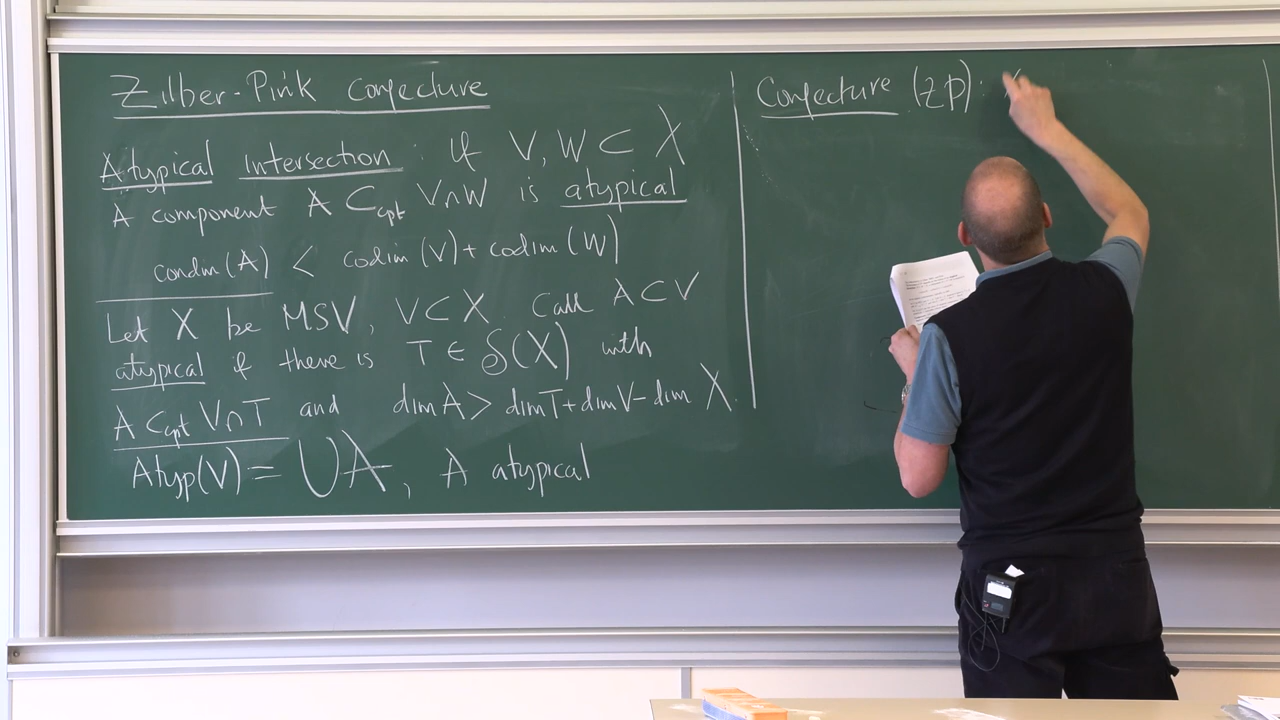 Zilber-Pink Conjecture
Atypical Intersection : If V, W ⊂ X
A component A ⊂cpt V∩W is atypical
condim(A) < codim(V) + codim(W)
Let X be MSV, V ⊂ X. Call A ⊂ V
atypical if there is T ∈ 𝒮(X) with
A ⊂cpt V∩T and dim A > dim T + dim V - dim X.
Atyp(V) = ∪A, A atypical
Conjecture (ZP):